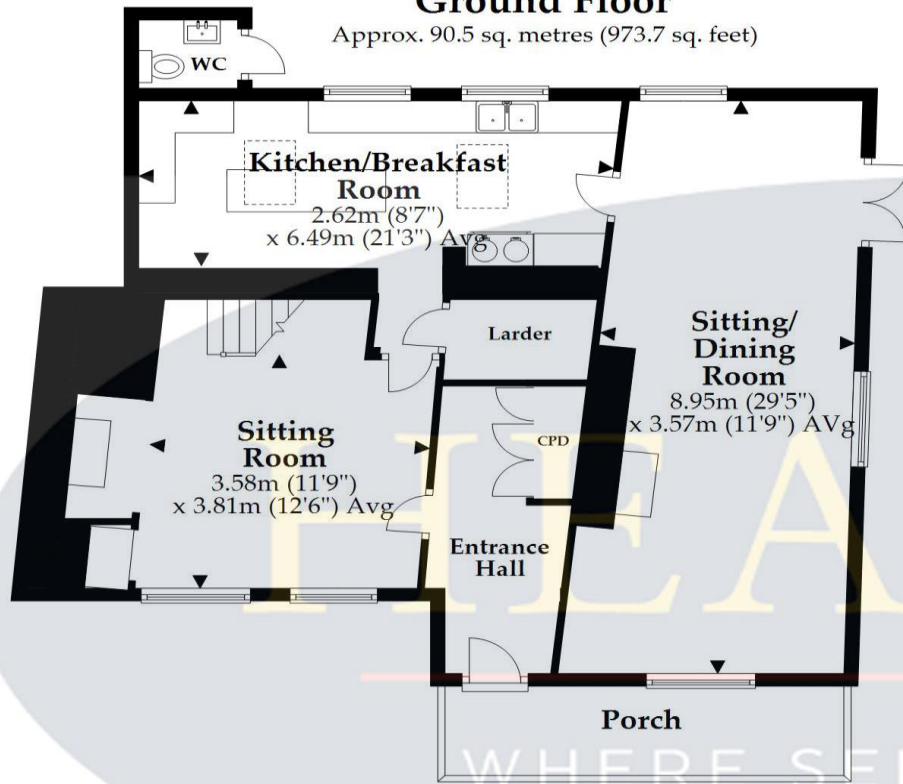 Ground Floor
Approx. 90.5 sq. metres (973.7 sq. feet)
WC
Kitchen/Breakfast
Room
2.62m (8'7")
x 6.49m (21'3") Avg
Larder
Sitting/
Dining
Room
8.95m (29'5")
x 3.57m (11'9") AVg
Sitting
Room
3.58m (11'9")
x 3.81m (12'6") Avg
CPD
Entrance
Hall
Porch
HEA
WHERE SE